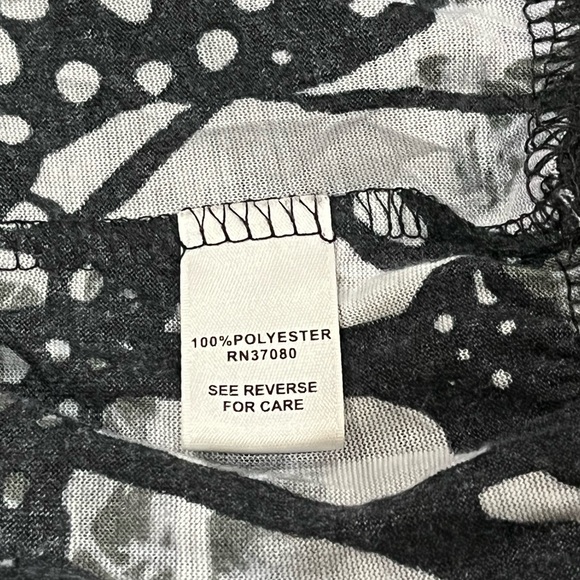 100%POLYESTER
RN37080
SEE REVERSE
FOR CARE